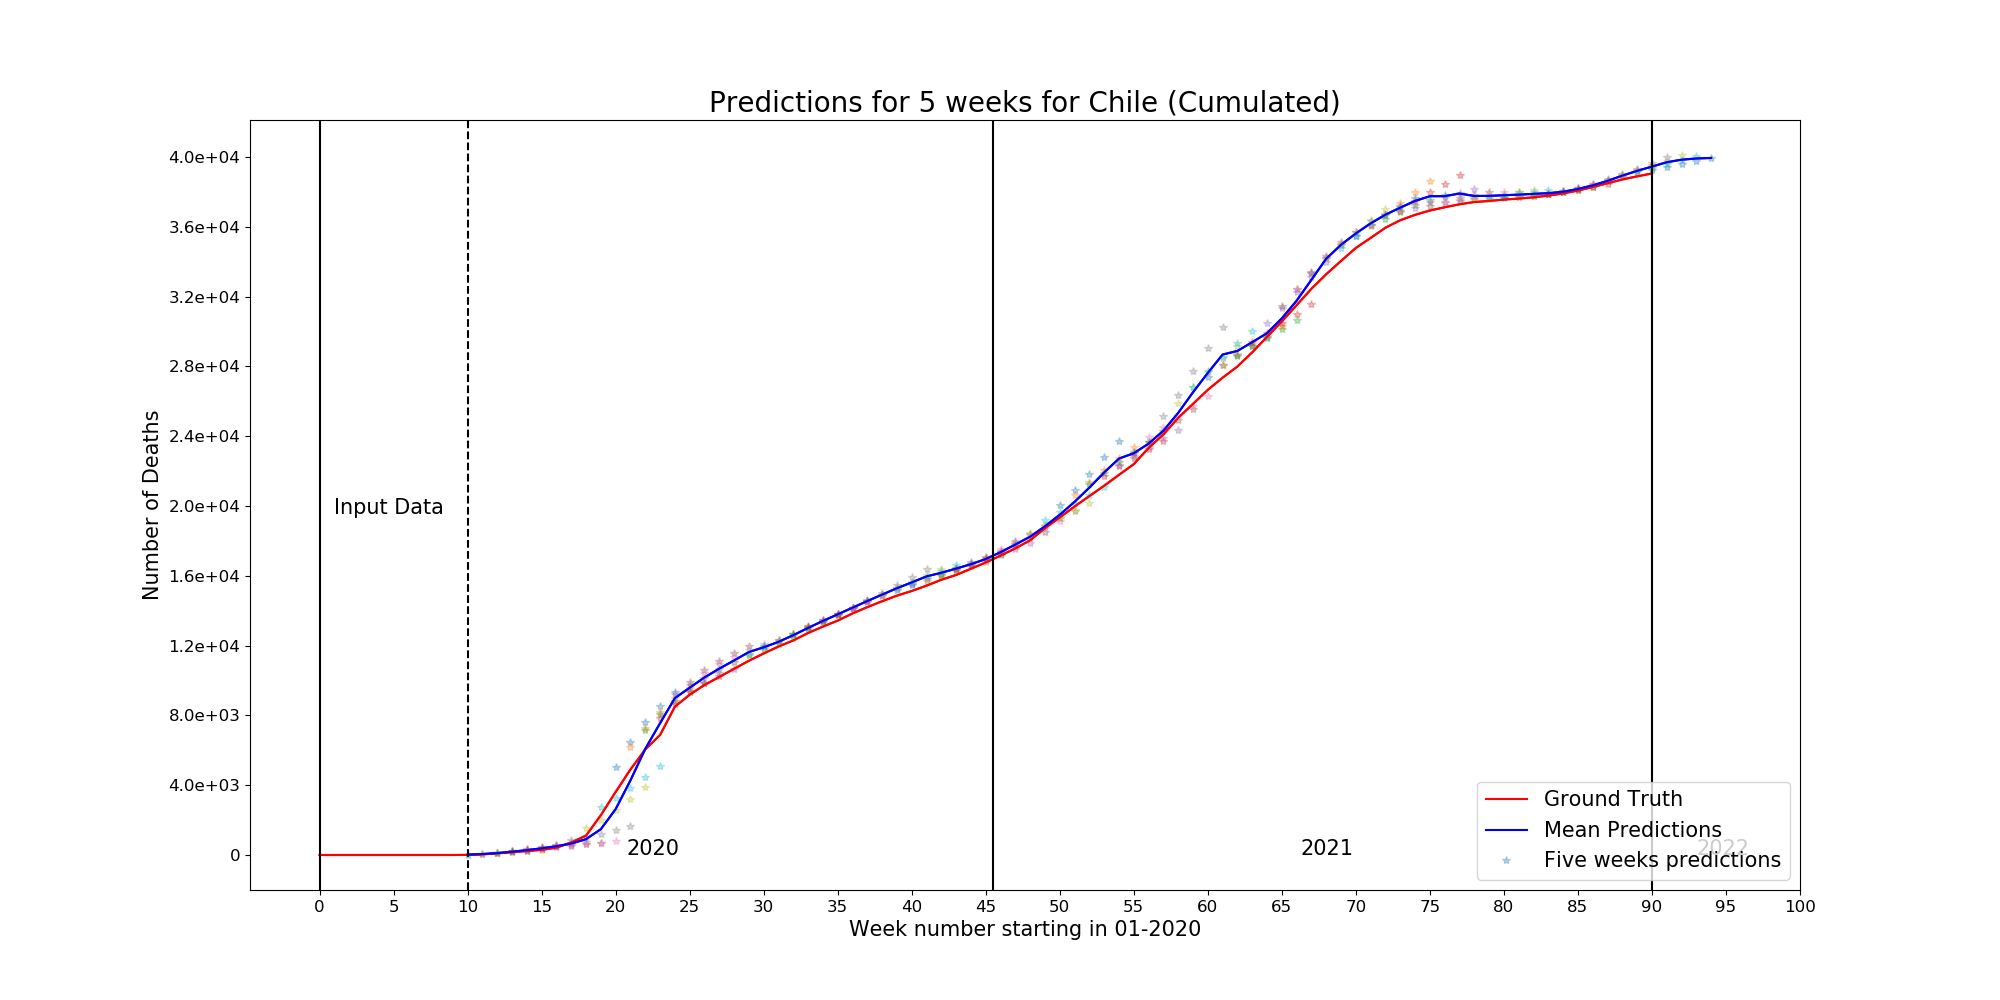 Predictions for 5 weeks for Chile (Cumulated)
4.0e+04
3.6e+04
3.2e+04
2.8e+04
2.4e+04
2.0e+04
1.6e+04
1.2e+04
8.0e+03
4.0e+03
0
Number of Deaths
Input Data
2020
2021
2022
Ground Truth
Mean Predictions
Five weeks predictions
0 5 10 15 20 25 30 35 40 45 50 55 60 65 70 75 80 85 90 95 100
Week number starting in 01-2020